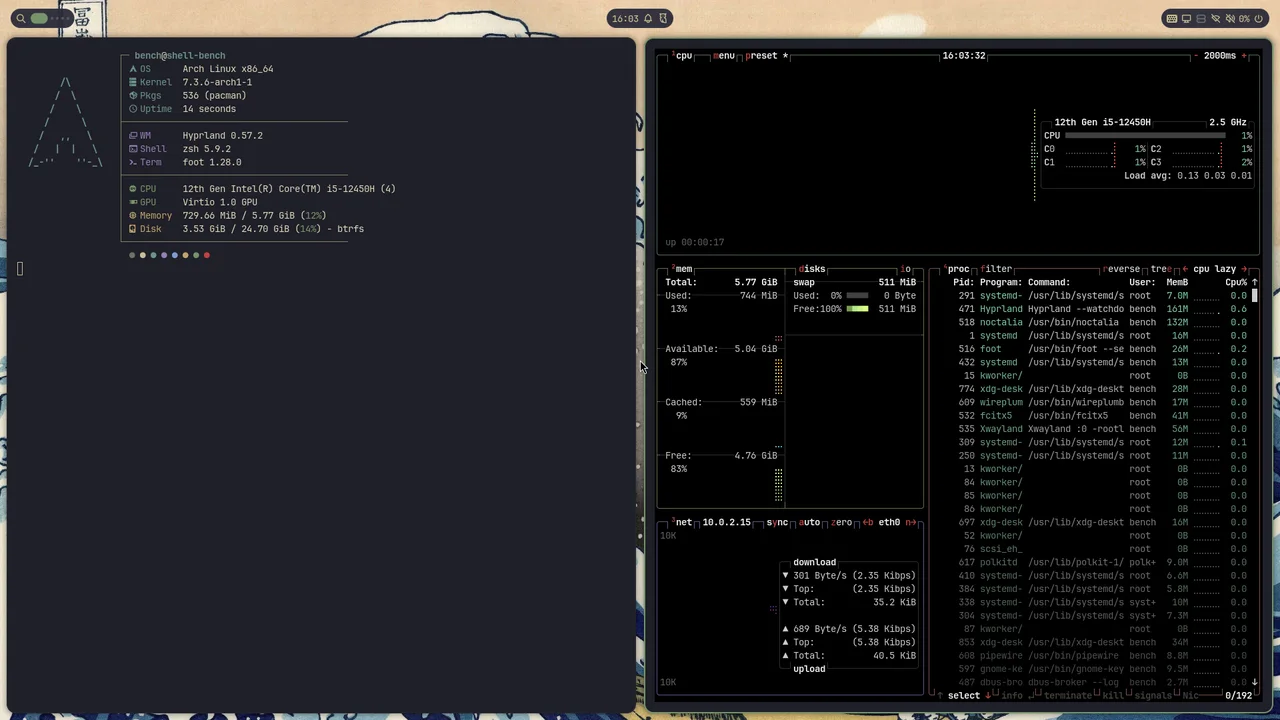 冨嶽
16:03
0%
bench@shell-bench
OS Arch Linux x86_64
Kernel 7.3.6-arch1-1
Pkgs 536 (pacman)
Uptime 14 seconds
WM Hyprland 0.57.2
Shell zsh 5.9.2
Term foot 1.28.0
CPU 12th Gen Intel(R) Core(TM) i5-12450H (4)
GPU Virtio 1.0 GPU
Memory 729.66 MiB / 5.77 GiB (12%)
Disk 3.53 GiB / 24.70 GiB (14%) - btrfs
¹cpu menu preset * 16:03:32 - 2000ms +
12th Gen i5-12450H 2.5 GHz
CPU 1%
C0 1% C2 1%
C1 1% C3 2%
Load avg: 0.13 0.03 0.01
up 00:00:17
²mem disks io
Total: 5.77 GiB swap 511 MiB
Used: 744 MiB Used: 0% 0 Byte
13% Free:100% 511 MiB
Available: 5.04 GiB
87%
Cached: 559 MiB
9%
Free: 4.76 GiB
83%
³net 10.0.2.15 sync auto zero ←b eth0 n→
10K
download
▼ 301 Byte/s (2.35 Kibps)
▼ Top: (2.35 Kibps)
▼ Total: 35.2 KiB
▲ 689 Byte/s (5.38 Kibps)
▲ Top: (5.38 Kibps)
▲ Total: 40.5 KiB
upload
10K
⁴proc filter reverse tree ← cpu lazy →
Pid: Program: Command: User: MemB Cpu% ↑
291 systemd- /usr/lib/systemd/s root 7.0M 0.0
471 Hyprland Hyprland --watchdo bench 161M 0.6
518 noctalia /usr/bin/noctalia bench 132M 0.0
1 systemd /usr/lib/systemd/s root 16M 0.0
516 foot /usr/bin/foot --se bench 26M 0.2
432 systemd /usr/lib/systemd/s bench 13M 0.0
15 kworker/ root 0B 0.0
774 xdg-desk /usr/lib/xdg-deskt bench 28M 0.0
609 wireplum /usr/bin/wireplumb bench 17M 0.0
532 fcitx5 /usr/bin/fcitx5 bench 41M 0.0
535 Xwayland Xwayland :0 -rootl bench 56M 0.0
309 systemd- /usr/lib/systemd/s root 12M 0.1
250 systemd- /usr/lib/systemd/s root 11M 0.0
13 kworker/ root 0B 0.0
84 kworker/ root 0B 0.0
85 kworker/ root 0B 0.0
86 kworker/ root 0B 0.0
697 xdg-desk /usr/lib/xdg-deskt bench 16M 0.0
52 kworker/ root 0B 0.0
76 scsi_eh_ root 0B 0.0
617 polkitd /usr/lib/polkit-1/ polk+ 9.0M 0.0
410 systemd- /usr/lib/systemd/s root 6.6M 0.0
384 systemd- /usr/lib/systemd/s root 5.8M 0.0
338 systemd- /usr/lib/systemd/s syst+ 10M 0.0
304 systemd- /usr/lib/systemd/s syst+ 7.3M 0.0
87 kworker/ root 0B 0.0
853 xdg-desk /usr/lib/xdg-deskt bench 34M 0.0
608 pipewire /usr/bin/pipewire bench 8.8M 0.0
597 gnome-ke /usr/bin/gnome-key bench 9.5M 0.0
487 dbus-bro dbus-broker --log bench 2.7M 0.0 ↓
↑ select ↓ info ↵ terminate kill signals Nic 0/192